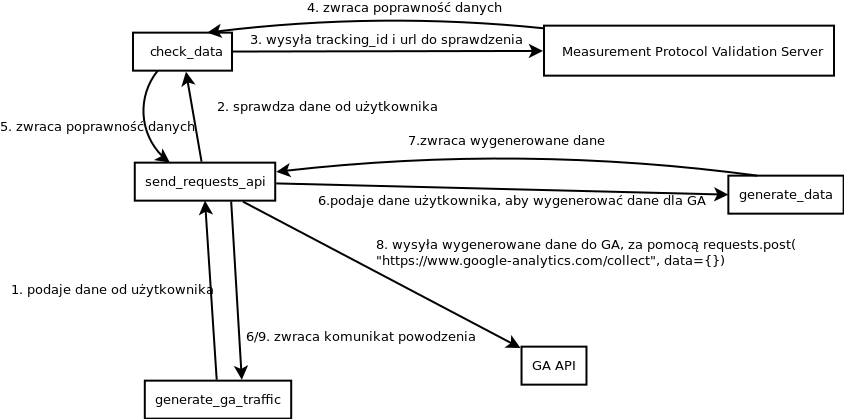 4. zwraca poprawność danych
check_data
3. wysyła tracking_id i url do sprawdzenia
Measurement Protocol Validation Server
2. sprawdza dane od użytkownika
5. zwraca poprawność danych
7.zwraca wygenerowane dane
send_requests_api
generate_data
6.podaje dane użytkownika, aby wygenerować dane dla GA
8. wysyła wygenerowane dane do GA, za pomocą requests.post(
"https://www.google-analytics.com/collect", data={})
1. podaje dane od użytkownika
6/9. zwraca komunikat powodzenia
GA API
generate_ga_traffic